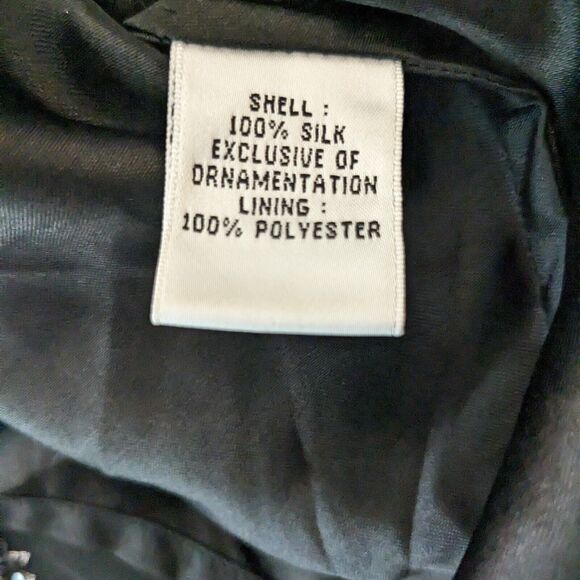 SHELL :
100% SILK
EXCLUSIVE OF
ORNAMENTATION
LINING :
100% POLYESTER